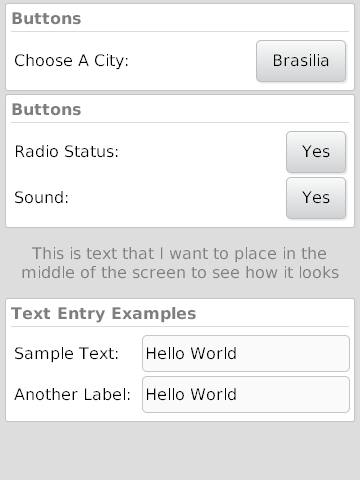 Buttons
Choose A City: Brasilia
Buttons
Radio Status: Yes
Sound: Yes
This is text that I want to place in the
middle of the screen to see how it looks
Text Entry Examples
Sample Text: Hello World
Another Label: Hello World